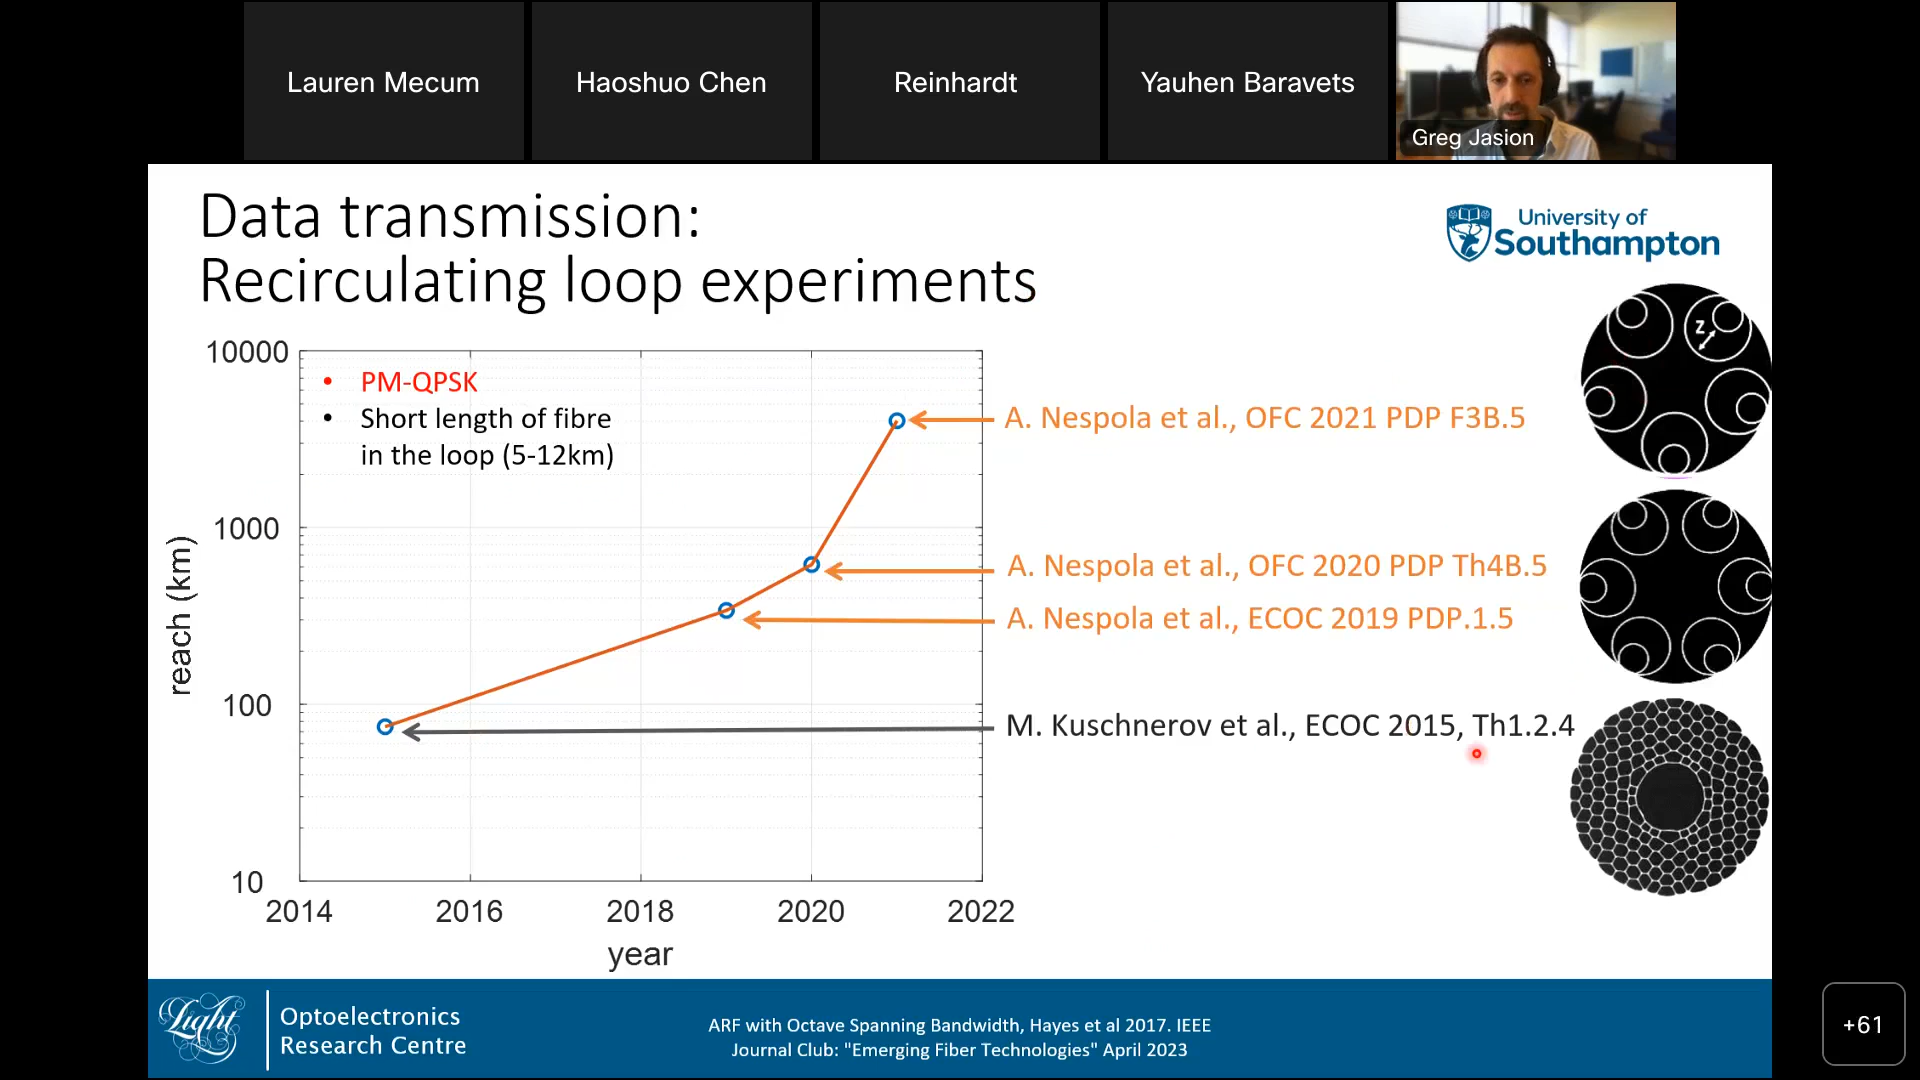 Lauren Mecum
Haoshuo Chen
Reinhardt
Yauhen Baravets
Greg Jasion
Data transmission:
Recirculating loop experiments
University of
Southampton
10000
1000
100
10
reach (km)
• PM-QPSK
• Short length of fibre
in the loop (5-12km)
2014
2016
2018
2020
2022
year
A. Nespola et al., OFC 2021 PDP F3B.5
A. Nespola et al., OFC 2020 PDP Th4B.5
A. Nespola et al., ECOC 2019 PDP.1.5
M. Kuschnerov et al., ECOC 2015, Th1.2.4
z
Light
Optoelectronics
Research Centre
ARF with Octave Spanning Bandwidth, Hayes et al 2017. IEEE
Journal Club: "Emerging Fiber Technologies" April 2023
+61